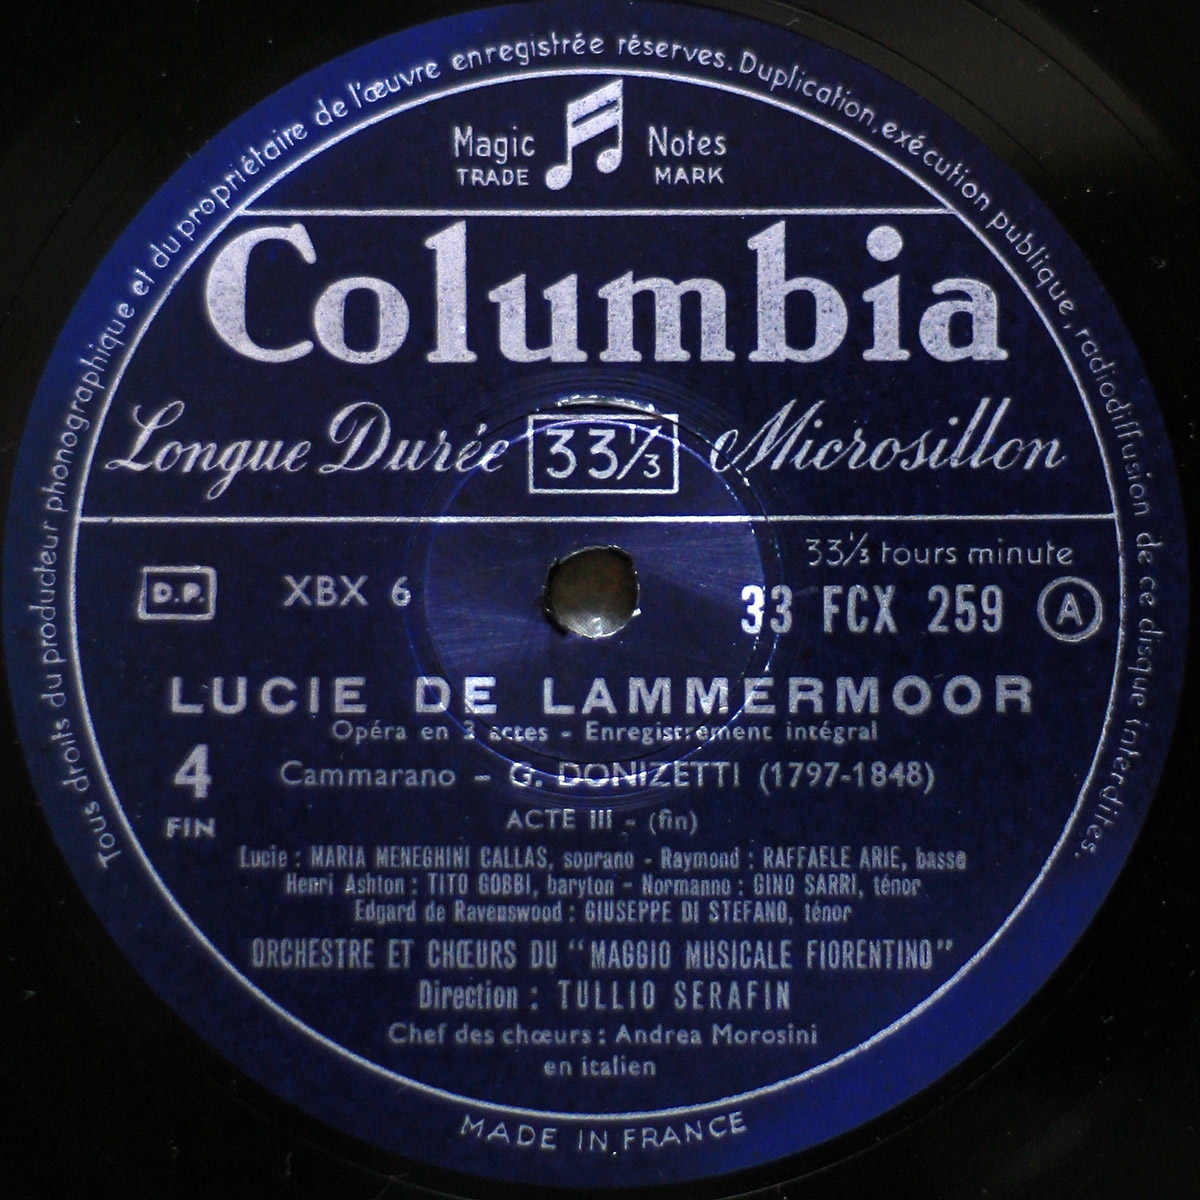 Tous droits du producteur phonographique et du propriétaire de l'œuvre enregistrée réservés. Duplication, exécution publique, radiodiffusion de ce disque interdites.
Magic Notes
TRADE MARK
Columbia
Longue Durée 33⅓ Microsillon
33⅓ tours minute
D.P. XBX 6 33 FCX 259 A
LUCIE DE LAMMERMOOR
Opéra en 3 actes - Enregistrement intégral
4 Cammarano - G. DONIZETTI (1797-1848)
FIN ACTE III - (fin)
Lucie : MARIA MENEGHINI CALLAS, soprano - Raymond : RAFFAELE ARIE, basse
Henri Ashton : TITO GOBBI, baryton - Normanno : GINO SARRI, ténor
Edgard de Ravenswood : GIUSEPPE DI STEFANO, ténor
ORCHESTRE ET CHŒURS DU "MAGGIO MUSICALE FIORENTINO"
Direction : TULLIO SERAFIN
Chef des chœurs : Andrea Morosini
en italien
MADE IN FRANCE